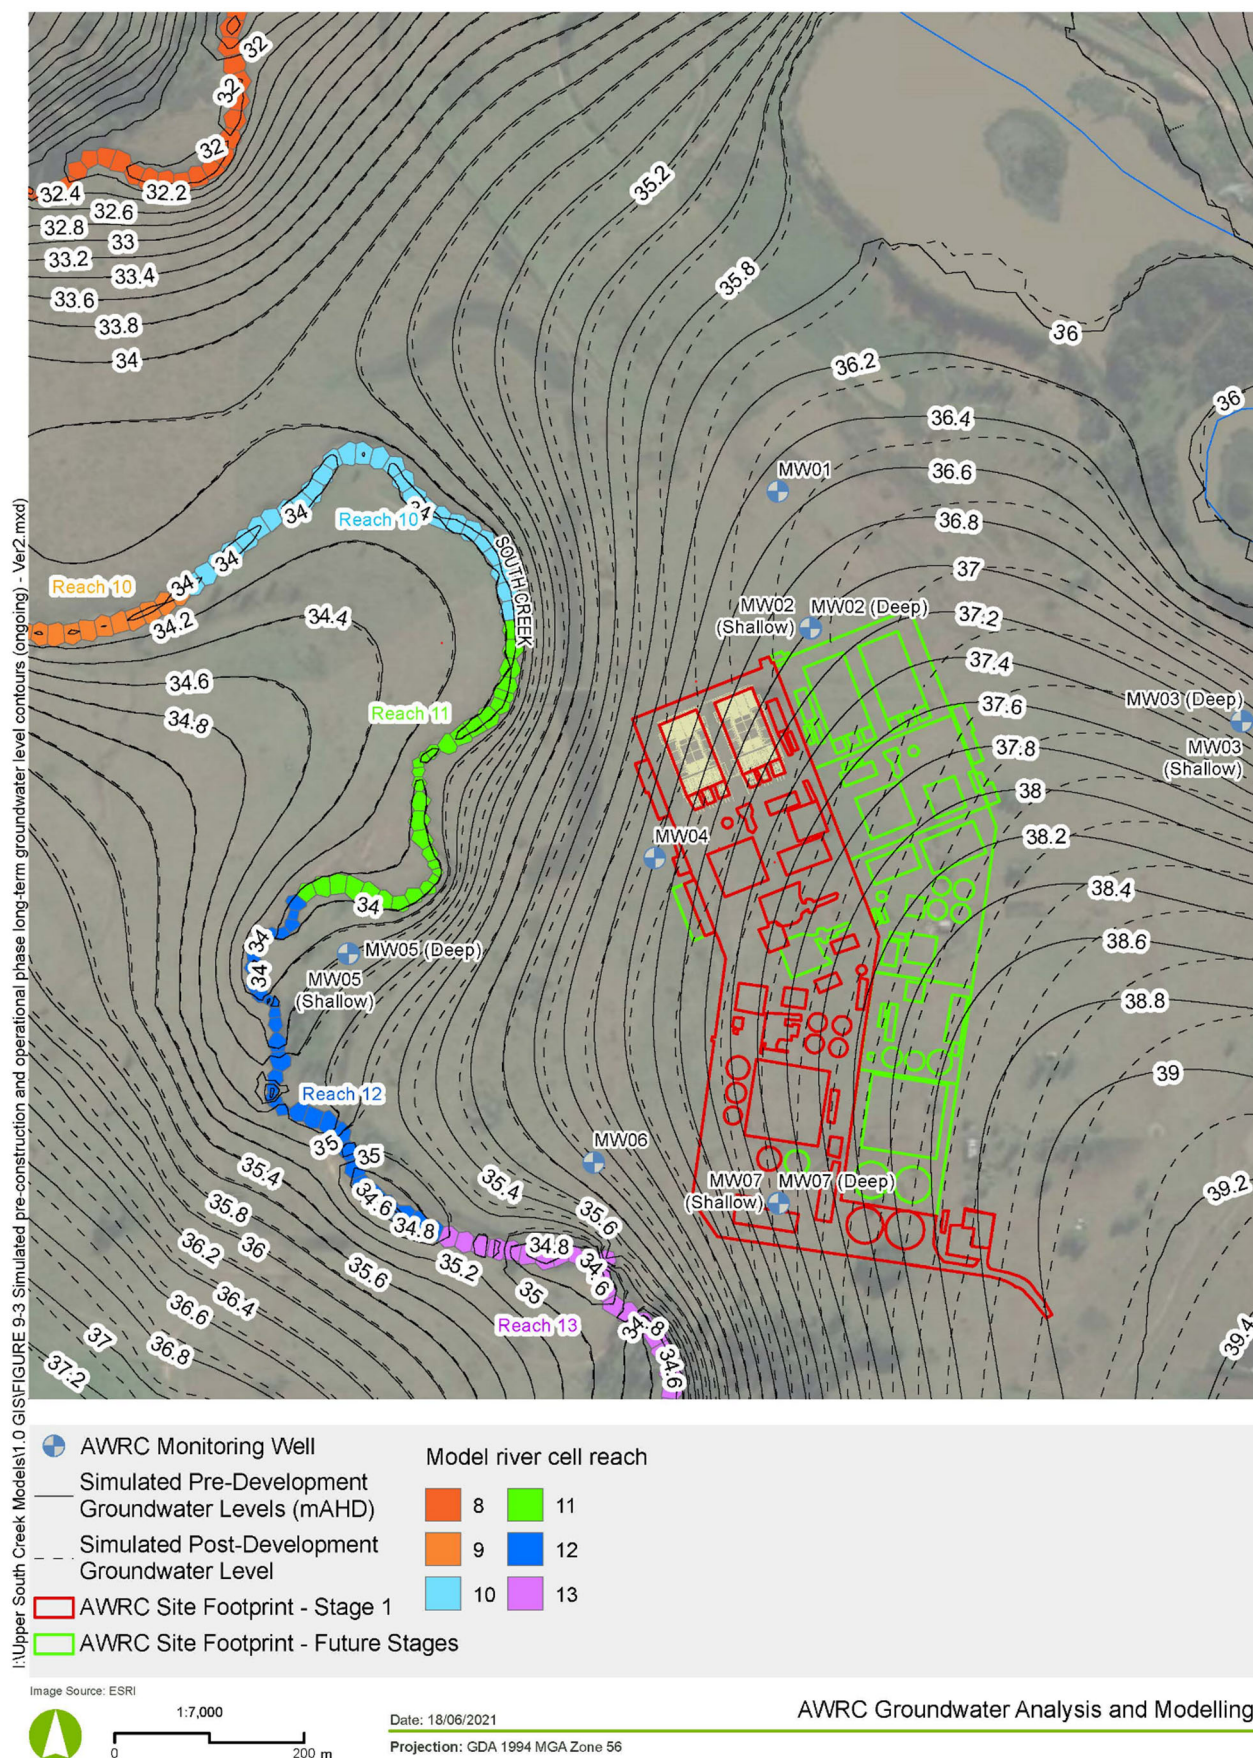 I:\Upper South Creek Models\1.0 GIS\FIGURE 9-3 Simulated pre-construction and operational phase long-term groundwater level contours (ongoing) - Ver2.mxd)
32
32
32
32.4
32.2
32.6
32.8
33
33.2
33.4
33.6
33.8
34
35.2
35.8
36
36.2
36
36.4
MW01
36.6
36.8
34
Reach 10
34
34
34
SOUTH CREEK
Reach 10
37
34.2
34.4
MW02
(Shallow)
MW02 (Deep)
37.2
37.4
34.6
34.8
Reach 11
37.6
MW03 (Deep)
MW03
(Shallow)
37.8
38
MW04
38.2
38.4
34
34
34
MW05 (Deep)
MW05
(Shallow)
38.6
38.8
39
Reach 12
35
35
MW06
35.4
35.4
MW07
(Shallow)
MW07 (Deep)
39.2
35.8
34.6
34.8
35.6
36.2
36
35.2
34.8
34.6
35.6
35
36.6
36.4
Reach 13
34.8
37
36.8
34.6
39.4
37.2
AWRC Monitoring Well
Simulated Pre-Development
Groundwater Levels (mAHD)
Simulated Post-Development
Groundwater Level
AWRC Site Footprint - Stage 1
AWRC Site Footprint - Future Stages
Model river cell reach
8
11
9
12
10
13
Image Source: ESRI
1:7,000
0
200 m
Date: 18/06/2021
Projection: GDA 1994 MGA Zone 56
AWRC Groundwater Analysis and Modelling